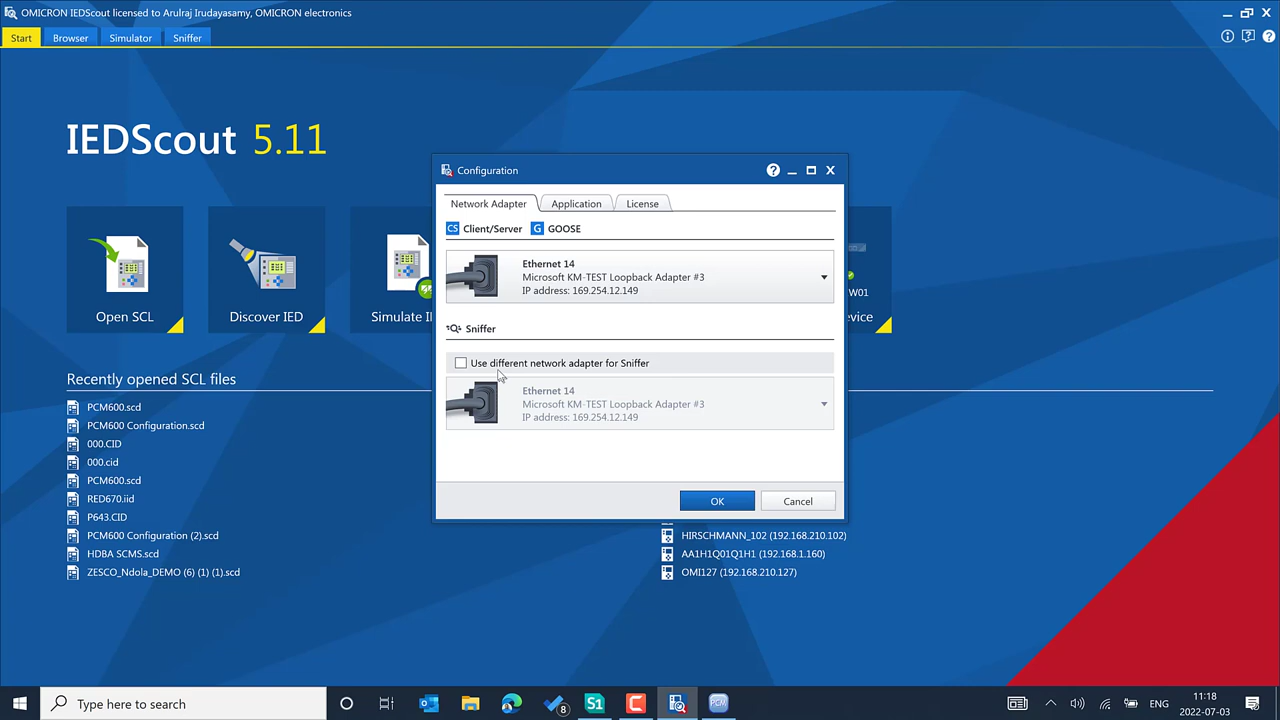 OMICRON IEDScout licensed to Arulraj Irudayasamy, OMICRON electronics
Start
Browser
Simulator
Sniffer
IEDScout 5.11
Open SCL
Discover IED
Simulate I
W01
evice
Configuration
Network Adapter
Application
License
CS Client/Server G GOOSE
Ethernet 14
Microsoft KM-TEST Loopback Adapter #3
IP address: 169.254.12.149
Sniffer
Use different network adapter for Sniffer
Ethernet 14
Microsoft KM-TEST Loopback Adapter #3
IP address: 169.254.12.149
OK
Cancel
Recently opened SCL files
PCM600.scd
PCM600 Configuration.scd
000.CID
000.cid
PCM600.scd
RED670.iid
P643.CID
PCM600 Configuration (2).scd
HDBA SCMS.scd
ZESCO_Ndola_DEMO (6) (1) (1).scd
HIRSCHMANN_102 (192.168.210.102)
AA1H1Q01Q1H1 (192.168.1.160)
OMI127 (192.168.210.127)
Type here to search
8
S1
C
PCM
ENG
11:18
2022-07-03